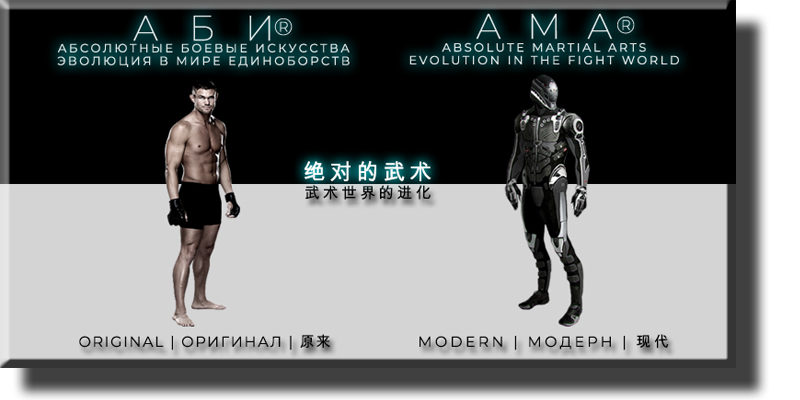 А Б И®
АБСОЛЮТНЫЕ БОЕВЫЕ ИСКУССТВА
ЭВОЛЮЦИЯ В МИРЕ ЕДИНОБОРСТВ
A M A®
ABSOLUTE MARTIAL ARTS
EVOLUTION IN THE FIGHT WORLD
绝对的武术
武术世界的进化
ORIGINAL | ОРИГИНАЛ | 原来
MODERN | МОДЕРН | 现代